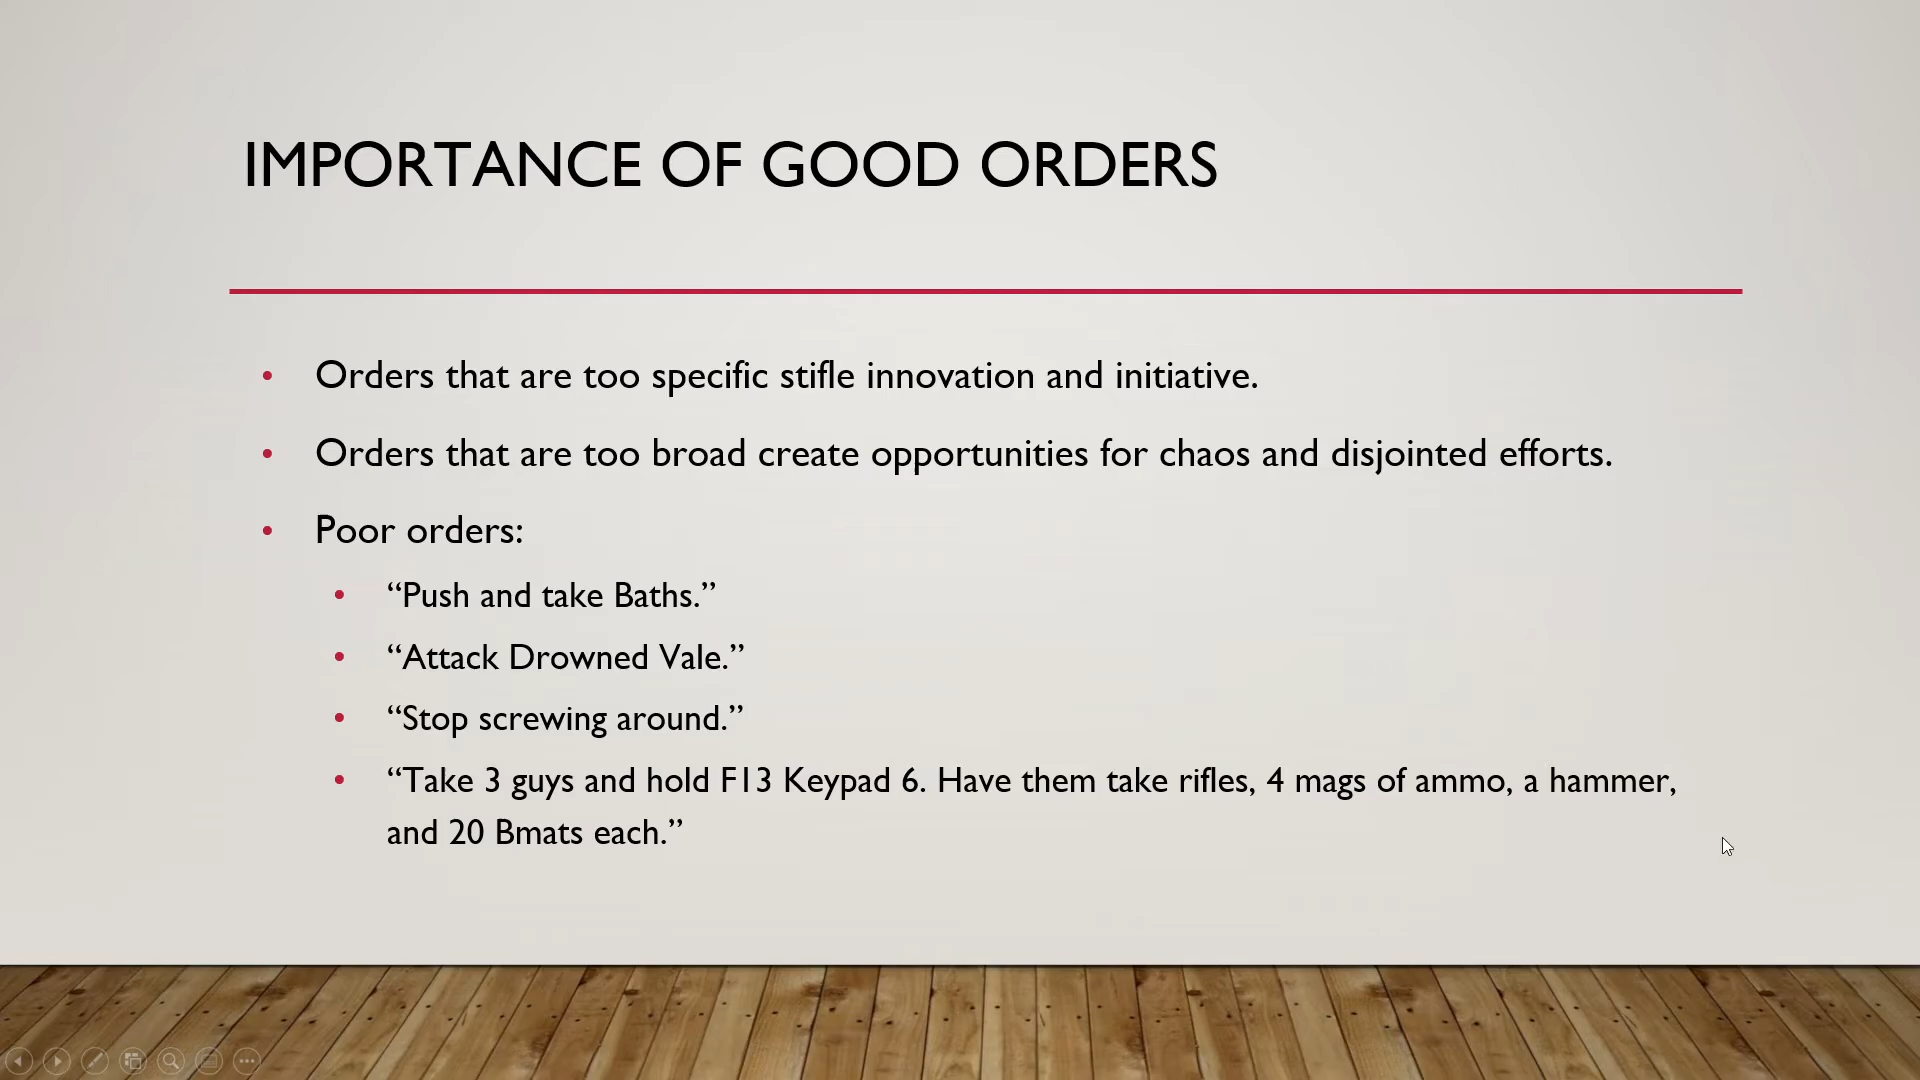 IMPORTANCE OF GOOD ORDERS
• Orders that are too specific stifle innovation and initiative.
• Orders that are too broad create opportunities for chaos and disjointed efforts.
• Poor orders:
• “Push and take Baths.”
• “Attack Drowned Vale.”
• “Stop screwing around.”
• “Take 3 guys and hold F13 Keypad 6. Have them take rifles, 4 mags of ammo, a hammer,
and 20 Bmats each.”